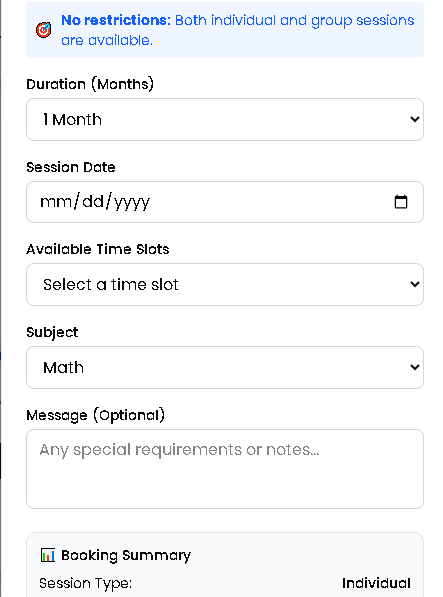 No restrictions: Both individual and group sessions
are available.
Duration (Months)
1 Month
Session Date
mm/dd/yyyy
Available Time Slots
Select a time slot
Subject
Math
Message (Optional)
Any special requirements or notes...
Booking Summary
Session Type: Individual